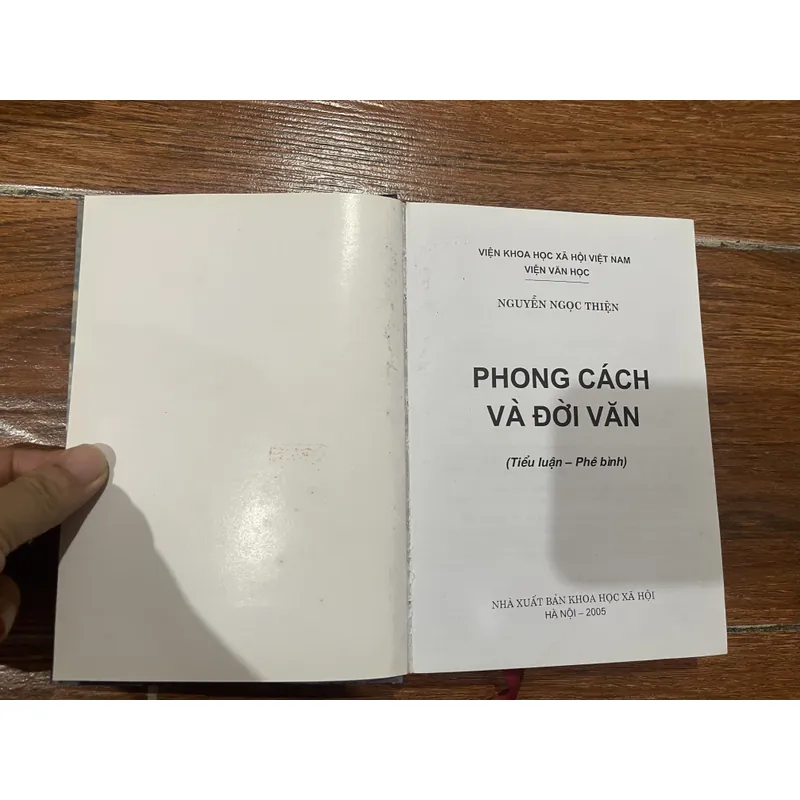 VIỆN KHOA HỌC XÃ HỘI VIỆT NAM
VIỆN VĂN HỌC
NGUYỄN NGỌC THIỆN
PHONG CÁCH
VÀ ĐỜI VĂN
(Tiểu luận – Phê bình)
NHÀ XUẤT BẢN KHOA HỌC XÃ HỘI
HÀ NỘI – 2005